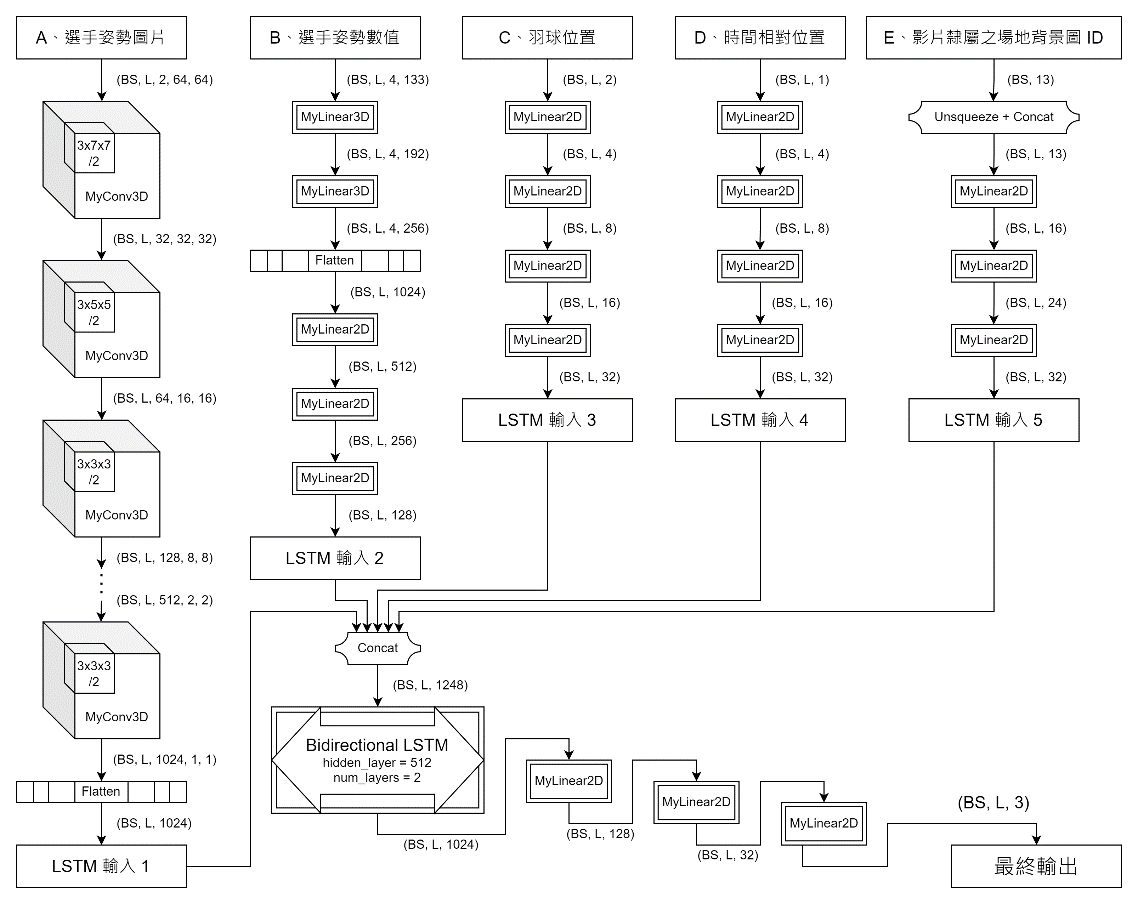 A、選手姿勢圖片
(BS, L, 2, 64, 64)
3x7x7
/2
MyConv3D
(BS, L, 32, 32, 32)
3x5x5
/2
MyConv3D
(BS, L, 64, 16, 16)
3x3x3
/2
MyConv3D
(BS, L, 128, 8, 8)
(BS, L, 512, 2, 2)
3x3x3
/2
MyConv3D
(BS, L, 1024, 1, 1)
Flatten
(BS, L, 1024)
LSTM 輸入 1
B、選手姿勢數值
(BS, L, 4, 133)
MyLinear3D
(BS, L, 4, 192)
MyLinear3D
(BS, L, 4, 256)
Flatten
(BS, L, 1024)
MyLinear2D
(BS, L, 512)
MyLinear2D
(BS, L, 256)
MyLinear2D
(BS, L, 128)
LSTM 輸入 2
C、羽球位置
(BS, L, 2)
MyLinear2D
(BS, L, 4)
MyLinear2D
(BS, L, 8)
MyLinear2D
(BS, L, 16)
MyLinear2D
(BS, L, 32)
LSTM 輸入 3
D、時間相對位置
(BS, L, 1)
MyLinear2D
(BS, L, 4)
MyLinear2D
(BS, L, 8)
MyLinear2D
(BS, L, 16)
MyLinear2D
(BS, L, 32)
LSTM 輸入 4
E、影片隸屬之場地背景圖 ID
(BS, 13)
Unsqueeze + Concat
(BS, L, 13)
MyLinear2D
(BS, L, 16)
MyLinear2D
(BS, L, 24)
MyLinear2D
(BS, L, 32)
LSTM 輸入 5
Concat
(BS, L, 1248)
Bidirectional LSTM
hidden_layer = 512
num_layers = 2
(BS, L, 1024)
MyLinear2D
(BS, L, 128)
MyLinear2D
(BS, L, 32)
MyLinear2D
(BS, L, 3)
最終輸出